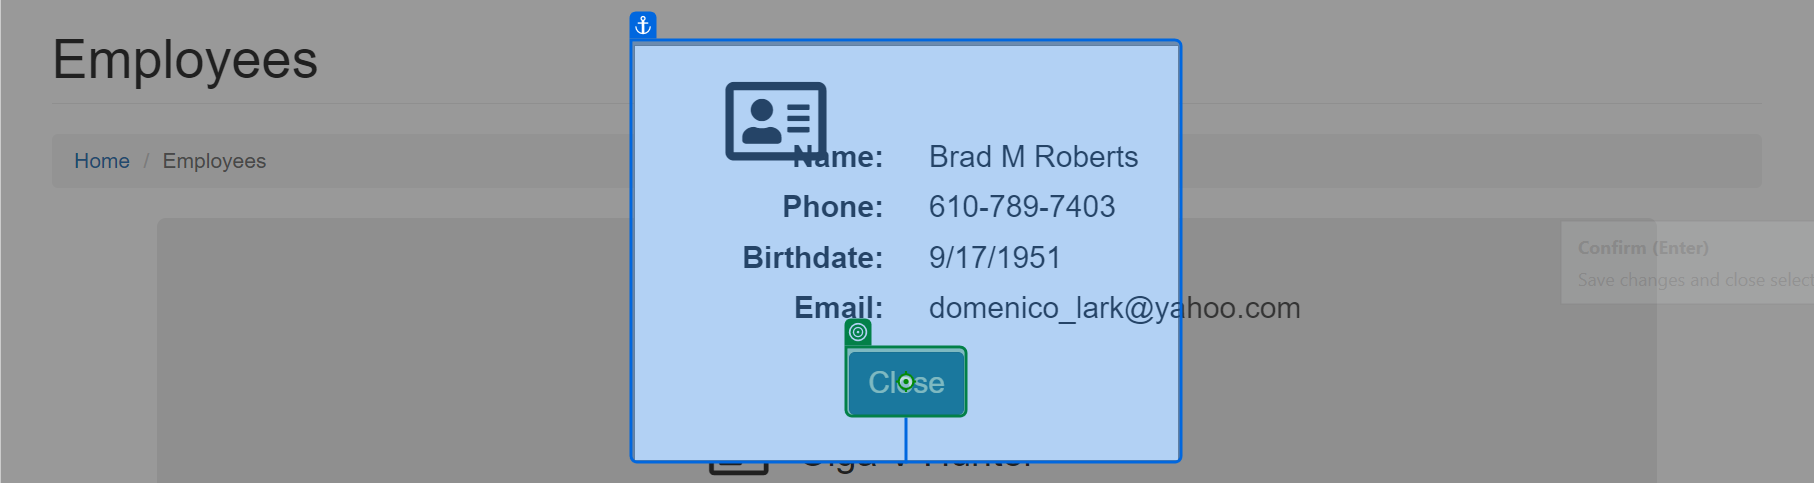 Employees
Home / Employees
Name: Brad M Roberts
Phone: 610-789-7403
Birthdate: 9/17/1951
Email: domenico_lark@yahoo.com
Close
Confirm (Enter)
Save changes and close select